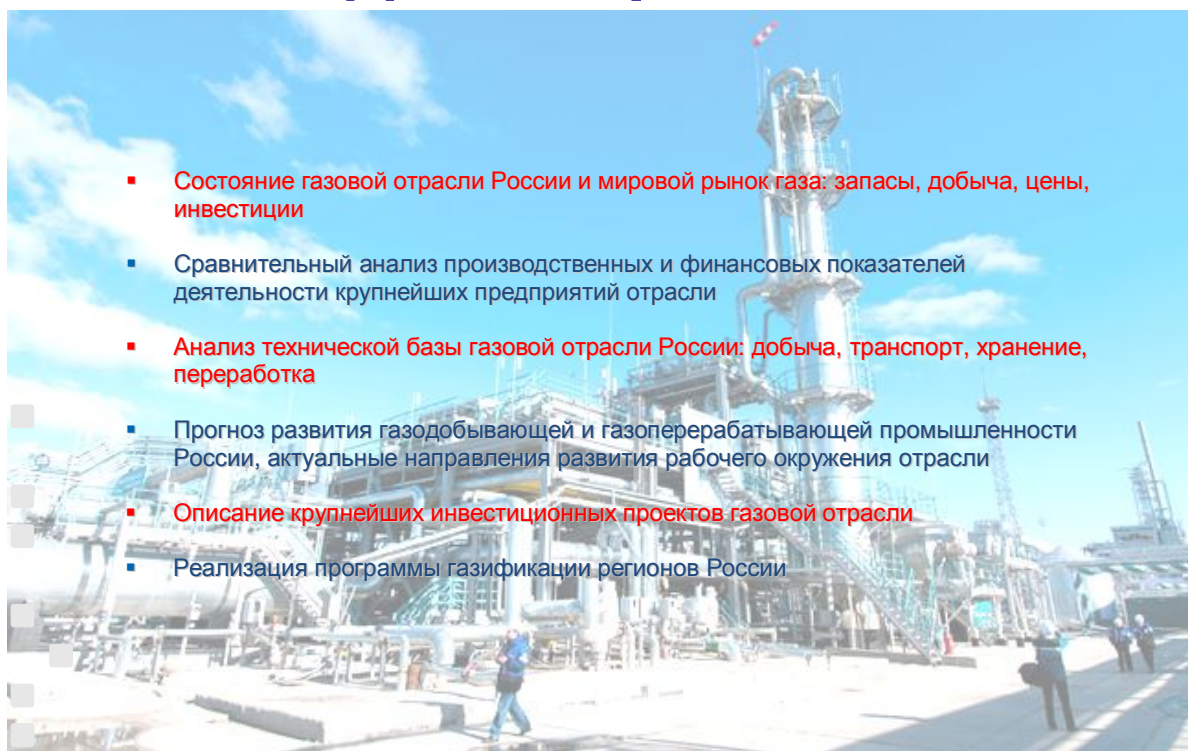 ▪ Состояние газовой отрасли России и мировой рынок газа: запасы, добыча, цены,
инвестиции
▪ Сравнительный анализ производственных и финансовых показателей
деятельности крупнейших предприятий отрасли
▪ Анализ технической базы газовой отрасли России: добыча, транспорт, хранение,
переработка
▪ Прогноз развития газодобывающей и газоперерабатывающей промышленности
России, актуальные направления развития рабочего окружения отрасли
▪ Описание крупнейших инвестиционных проектов газовой отрасли
▪ Реализация программы газификации регионов России